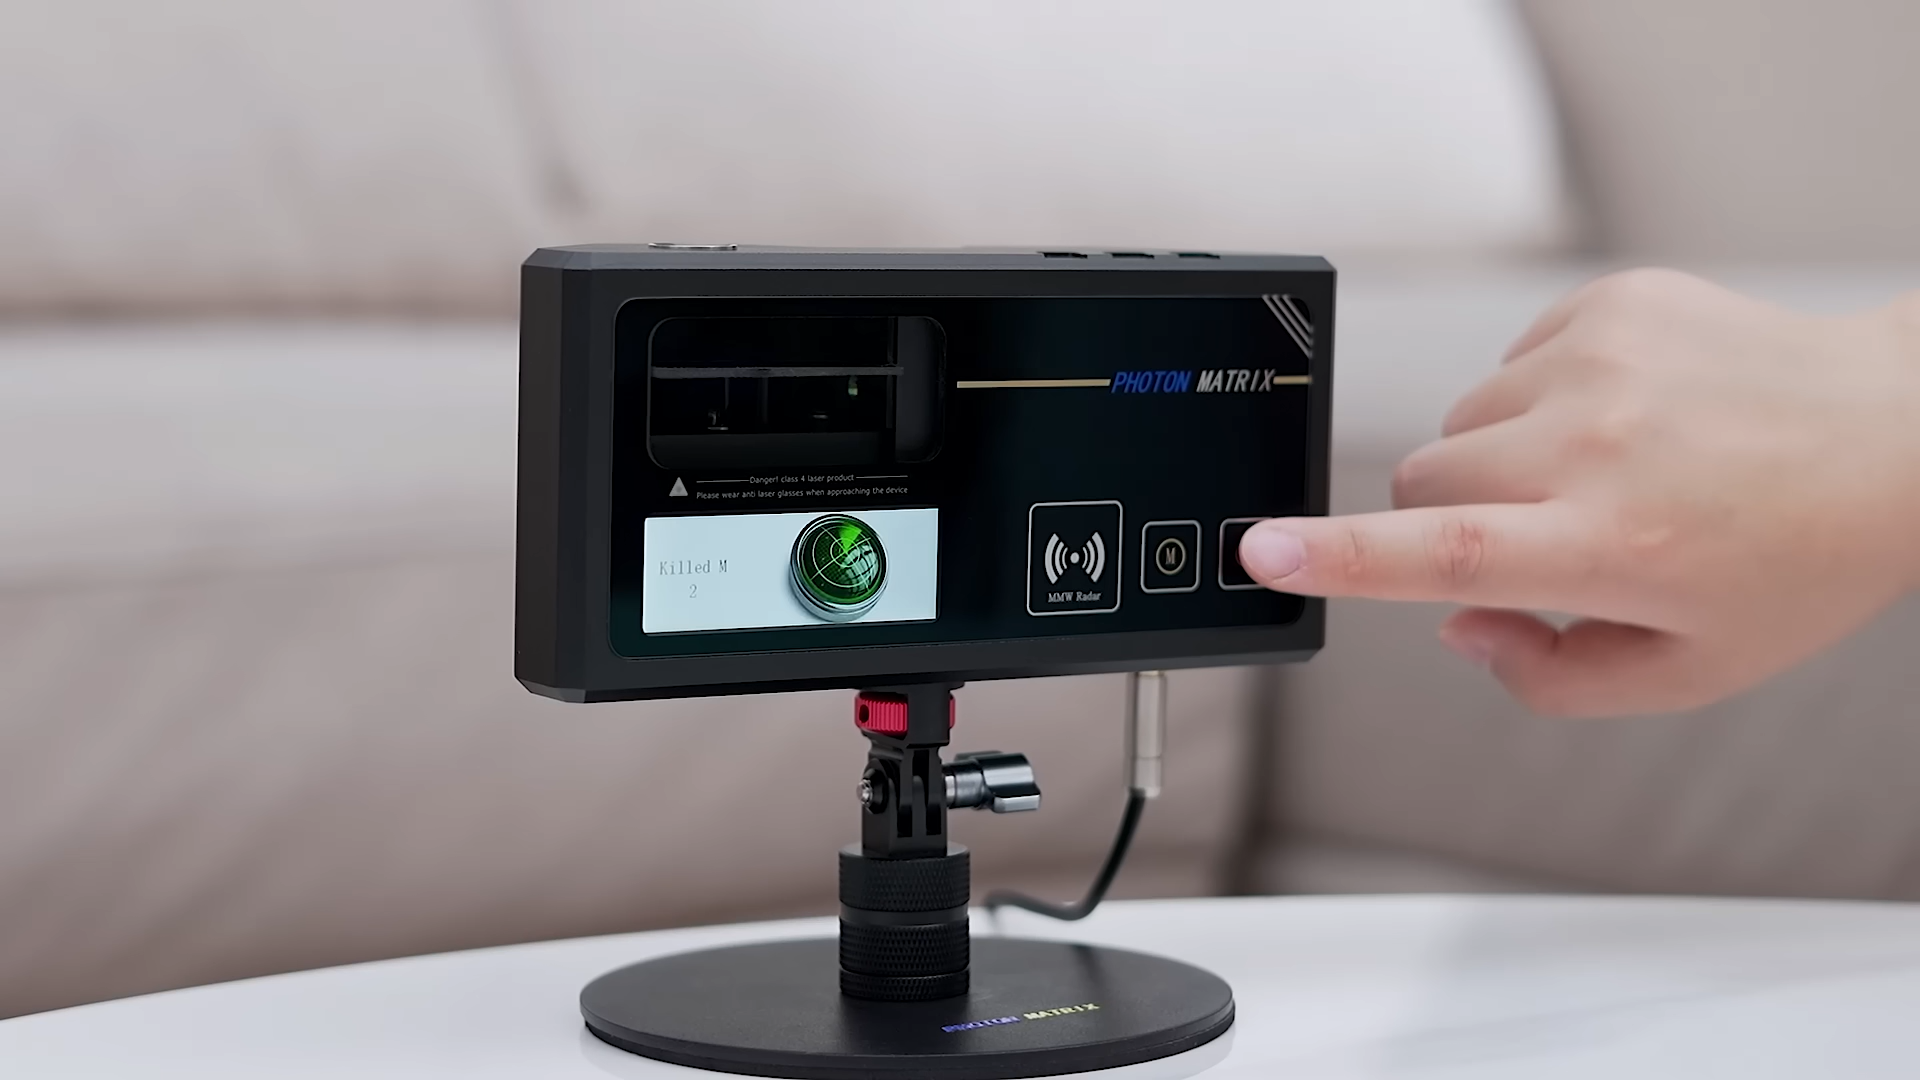 PHOTON MATRIX
Danger! class 4 laser product
Please wear anti laser glasses when approaching the device
Killed M
2
MMW Radar
M
PHOTON MATRIX